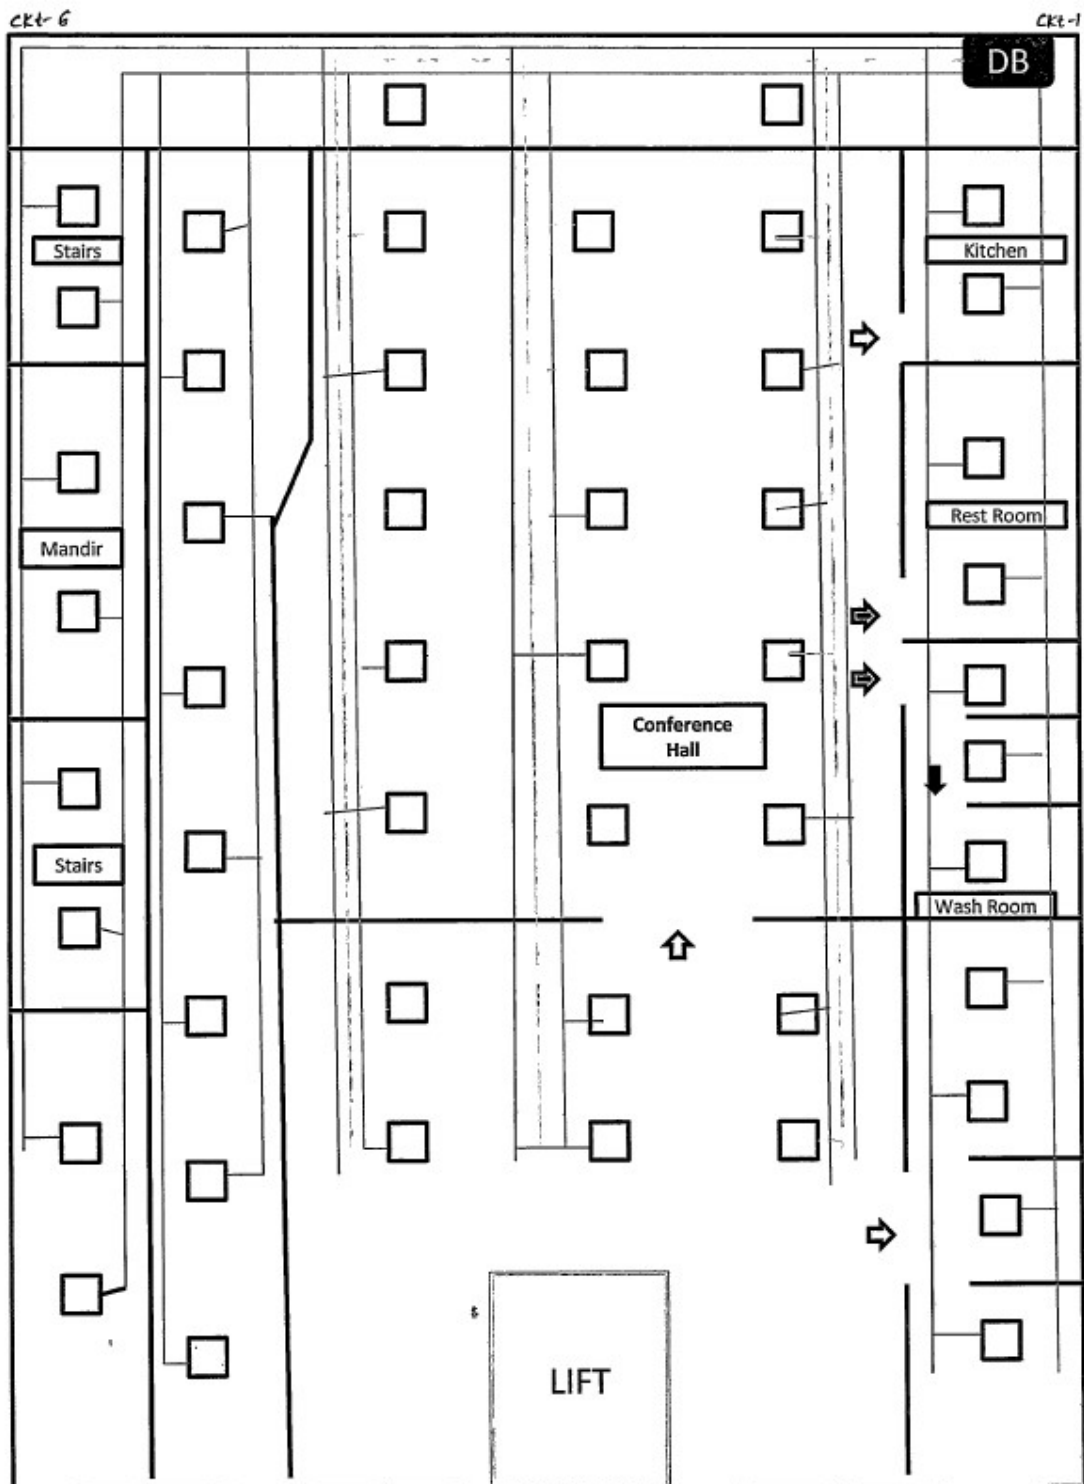 CKt-6
CKt-1
DB
Stairs
Kitchen
Mandir
Rest Room
Conference
Hall
Stairs
Wash Room
LIFT